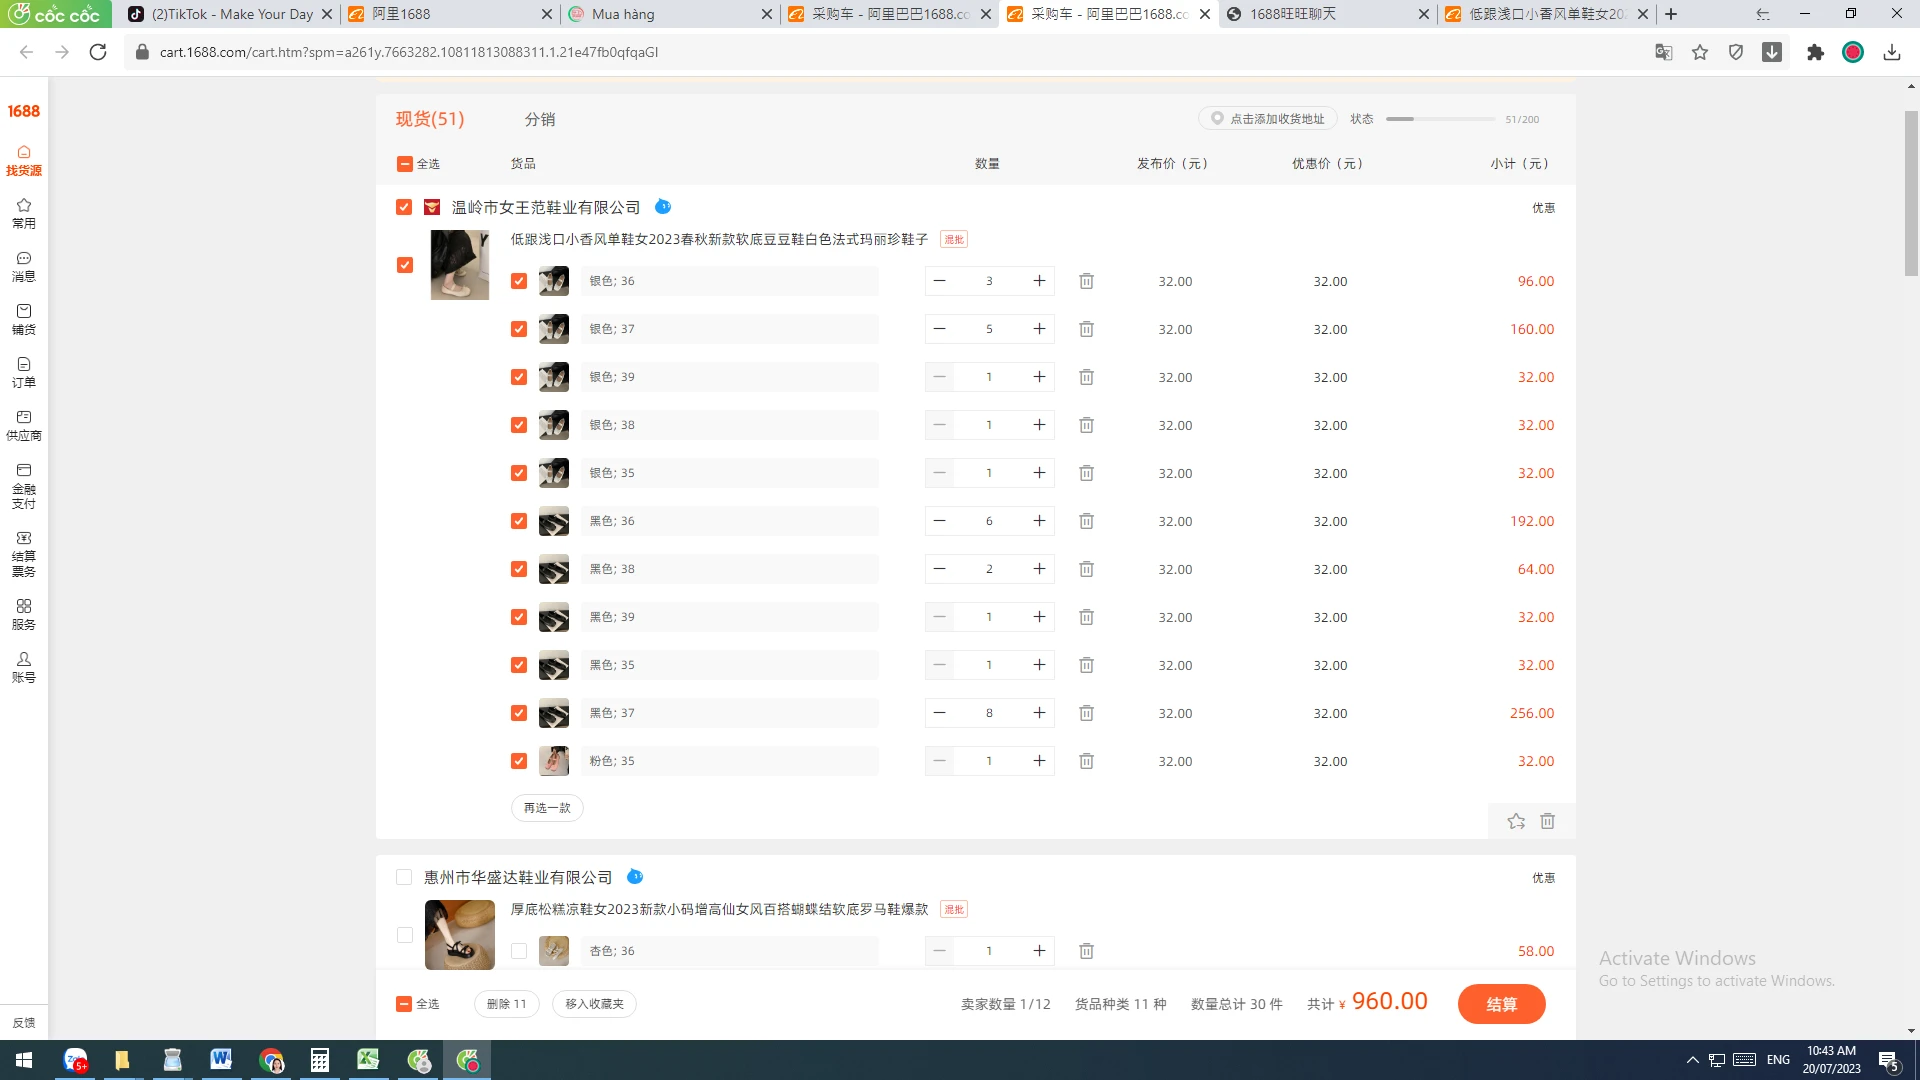 cốc cốc
(2)TikTok - Make Your Day
阿里1688
Mua hàng
采购车 - 阿里巴巴1688.co
采购车 - 阿里巴巴1688.co
1688旺旺聊天
低跟浅口小香风单鞋女20
cart.1688.com/cart.htm?spm=a261y.7663282.10811813088311.1.21e47fb0qfqaGI
1688
找货源
常用
消息
铺货
订单
供应商
金融
支付
结算
票务
服务
账号
反馈
现货(51)
分销
点击添加收货地址
状态
51/200
全选
货品
数量
发布价（元）
优惠价（元）
小计（元）
温岭市女王范鞋业有限公司
优惠
低跟浅口小香风单鞋女2023春秋新款软底豆豆鞋白色法式玛丽珍鞋子 混批
银色; 36 3 32.00 32.00 96.00
银色; 37 5 32.00 32.00 160.00
银色; 39 1 32.00 32.00 32.00
银色; 38 1 32.00 32.00 32.00
银色; 35 1 32.00 32.00 32.00
黑色; 36 6 32.00 32.00 192.00
黑色; 38 2 32.00 32.00 64.00
黑色; 39 1 32.00 32.00 32.00
黑色; 35 1 32.00 32.00 32.00
黑色; 37 8 32.00 32.00 256.00
粉色; 35 1 32.00 32.00 32.00
再选一款
惠州市华盛达鞋业有限公司
优惠
厚底松糕凉鞋女2023新款小码增高仙女风百搭蝴蝶结软底罗马鞋爆款 混批
杏色; 36 1 58.00
全选
删除 11
移入收藏夹
卖家数量 1/12
货品种类 11 种
数量总计 30 件
共计 ¥ 960.00
结算
Activate Windows
Go to Settings to activate Windows.
5+
ENG
10:43 AM
20/07/2023
5